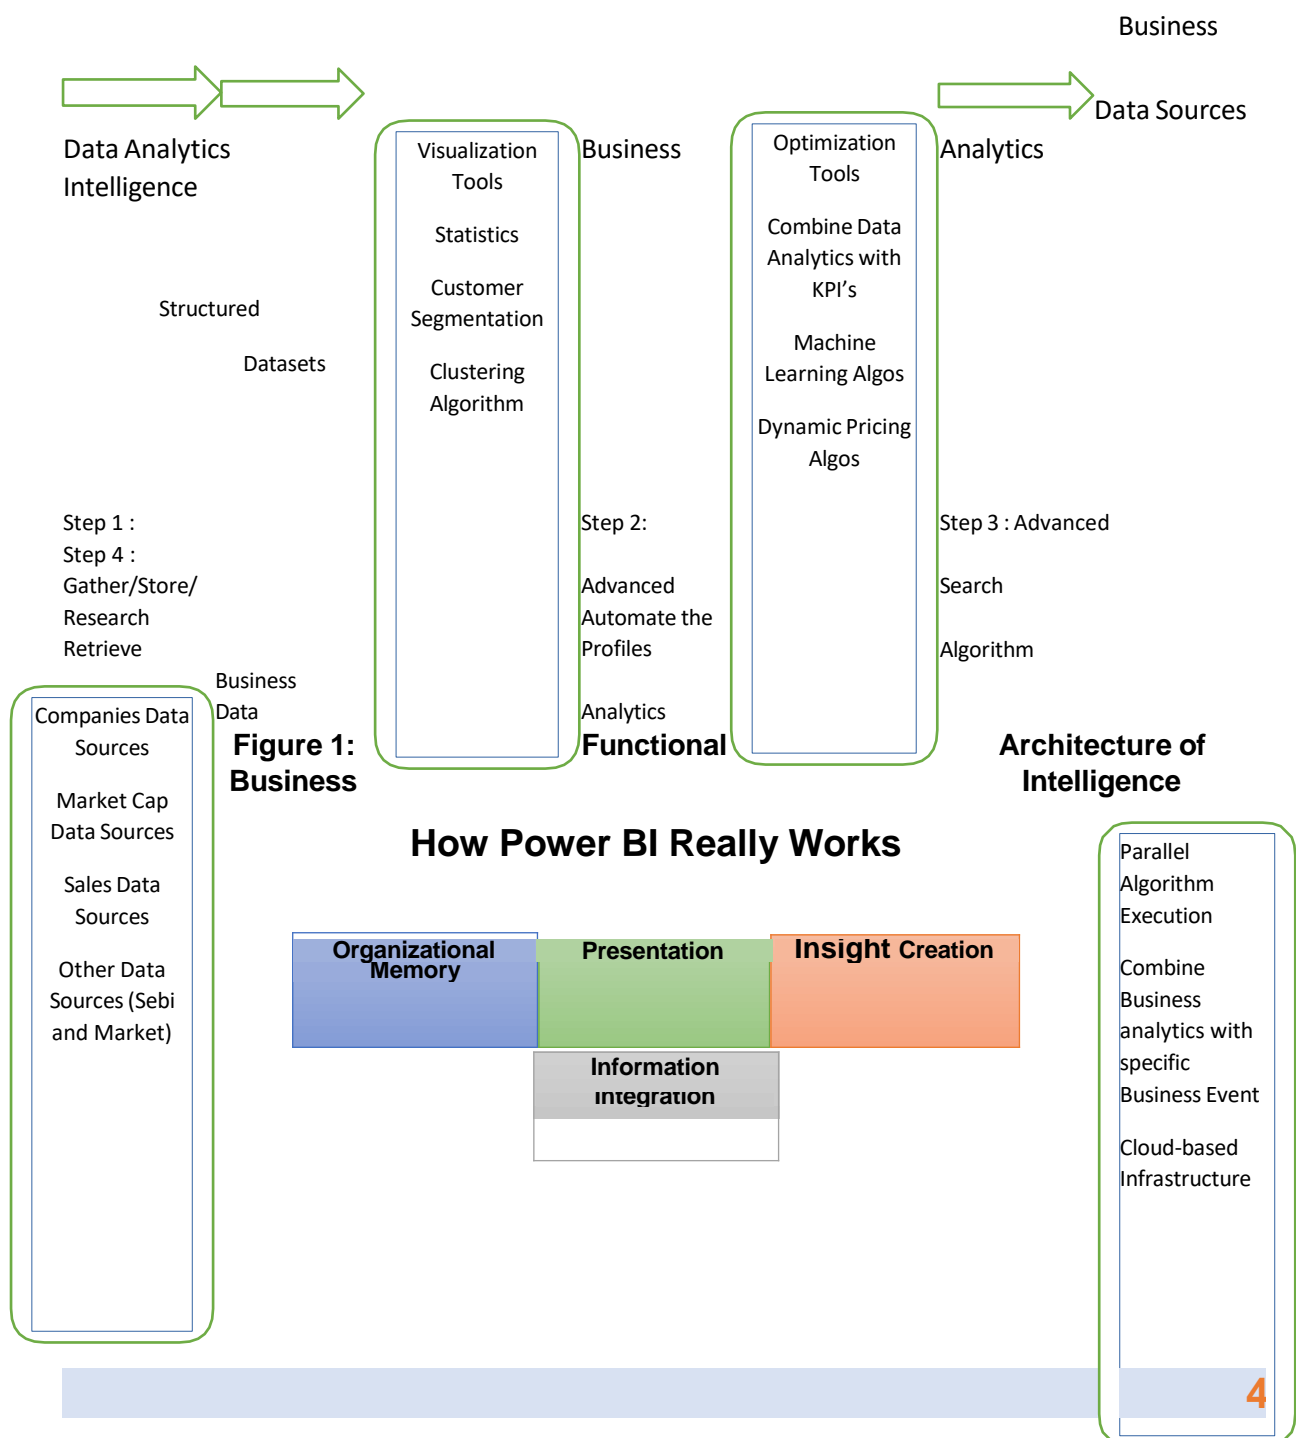 Business
Data Sources
Data Analytics
Intelligence
Visualization
Tools
Statistics
Customer
Segmentation
Clustering
Algorithm
Business
Optimization
Tools
Combine Data
Analytics with
KPI’s
Machine
Learning Algos
Dynamic Pricing
Algos
Analytics
Structured
Datasets
Step 1 :
Step 4 :
Gather/Store/
Research
Retrieve
Business
Data
Step 2:
Advanced
Automate the
Profiles
Analytics
Step 3 : Advanced
Search
Algorithm
Companies Data
Sources
Market Cap
Data Sources
Sales Data
Sources
Other Data
Sources (Sebi
and Market)
Figure 1: Functional Architecture of
Business Intelligence
How Power BI Really Works
Organizational
Memory
Presentation
Insight Creation
Information
Integration
Parallel
Algorithm
Execution
Combine
Business
analytics with
specific
Business Event
Cloud-based
Infrastructure
4